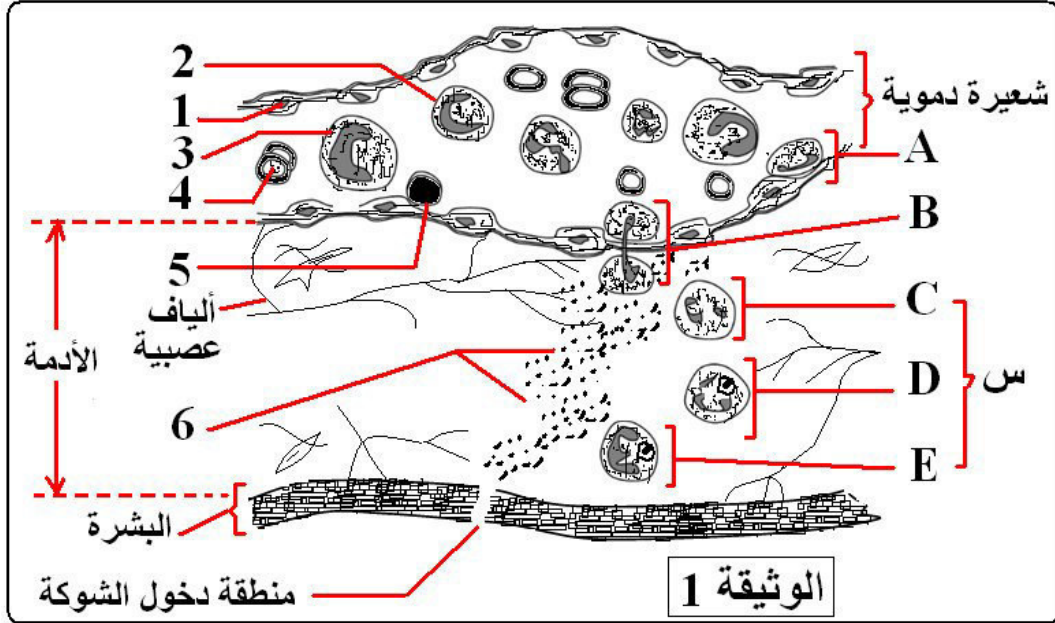 2
1
3
4
5
6
شعيرة دموية
A
B
C
D
E
س
ألياف
عصبية
الأدمة
البشرة
منطقة دخول الشوكة
الوثيقة 1